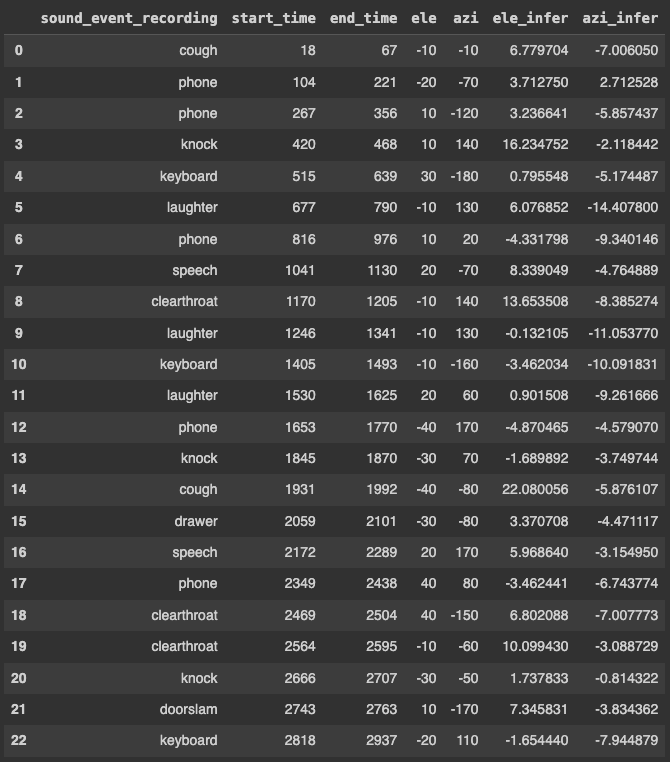 sound_event_recording start_time end_time ele azi ele_infer azi_infer
0 cough 18 67 -10 -10 6.779704 -7.006050
1 phone 104 221 -20 -70 3.712750 2.712528
2 phone 267 356 10 -120 3.236641 -5.857437
3 knock 420 468 10 140 16.234752 -2.118442
4 keyboard 515 639 30 -180 0.795548 -5.174487
5 laughter 677 790 -10 130 6.076852 -14.407800
6 phone 816 976 10 20 -4.331798 -9.340146
7 speech 1041 1130 20 -70 8.339049 -4.764889
8 clearthroat 1170 1205 -10 140 13.653508 -8.385274
9 laughter 1246 1341 -10 130 -0.132105 -11.053770
10 keyboard 1405 1493 -10 -160 -3.462034 -10.091831
11 laughter 1530 1625 20 60 0.901508 -9.261666
12 phone 1653 1770 -40 170 -4.870465 -4.579070
13 knock 1845 1870 -30 70 -1.689892 -3.749744
14 cough 1931 1992 -40 -80 22.080056 -5.876107
15 drawer 2059 2101 -30 -80 3.370708 -4.471117
16 speech 2172 2289 20 170 5.968640 -3.154950
17 phone 2349 2438 40 80 -3.462441 -6.743774
18 clearthroat 2469 2504 40 -150 6.802088 -7.007773
19 clearthroat 2564 2595 -10 -60 10.099430 -3.088729
20 knock 2666 2707 -30 -50 1.737833 -0.814322
21 doorslam 2743 2763 10 -170 7.345831 -3.834362
22 keyboard 2818 2937 -20 110 -1.654440 -7.944879